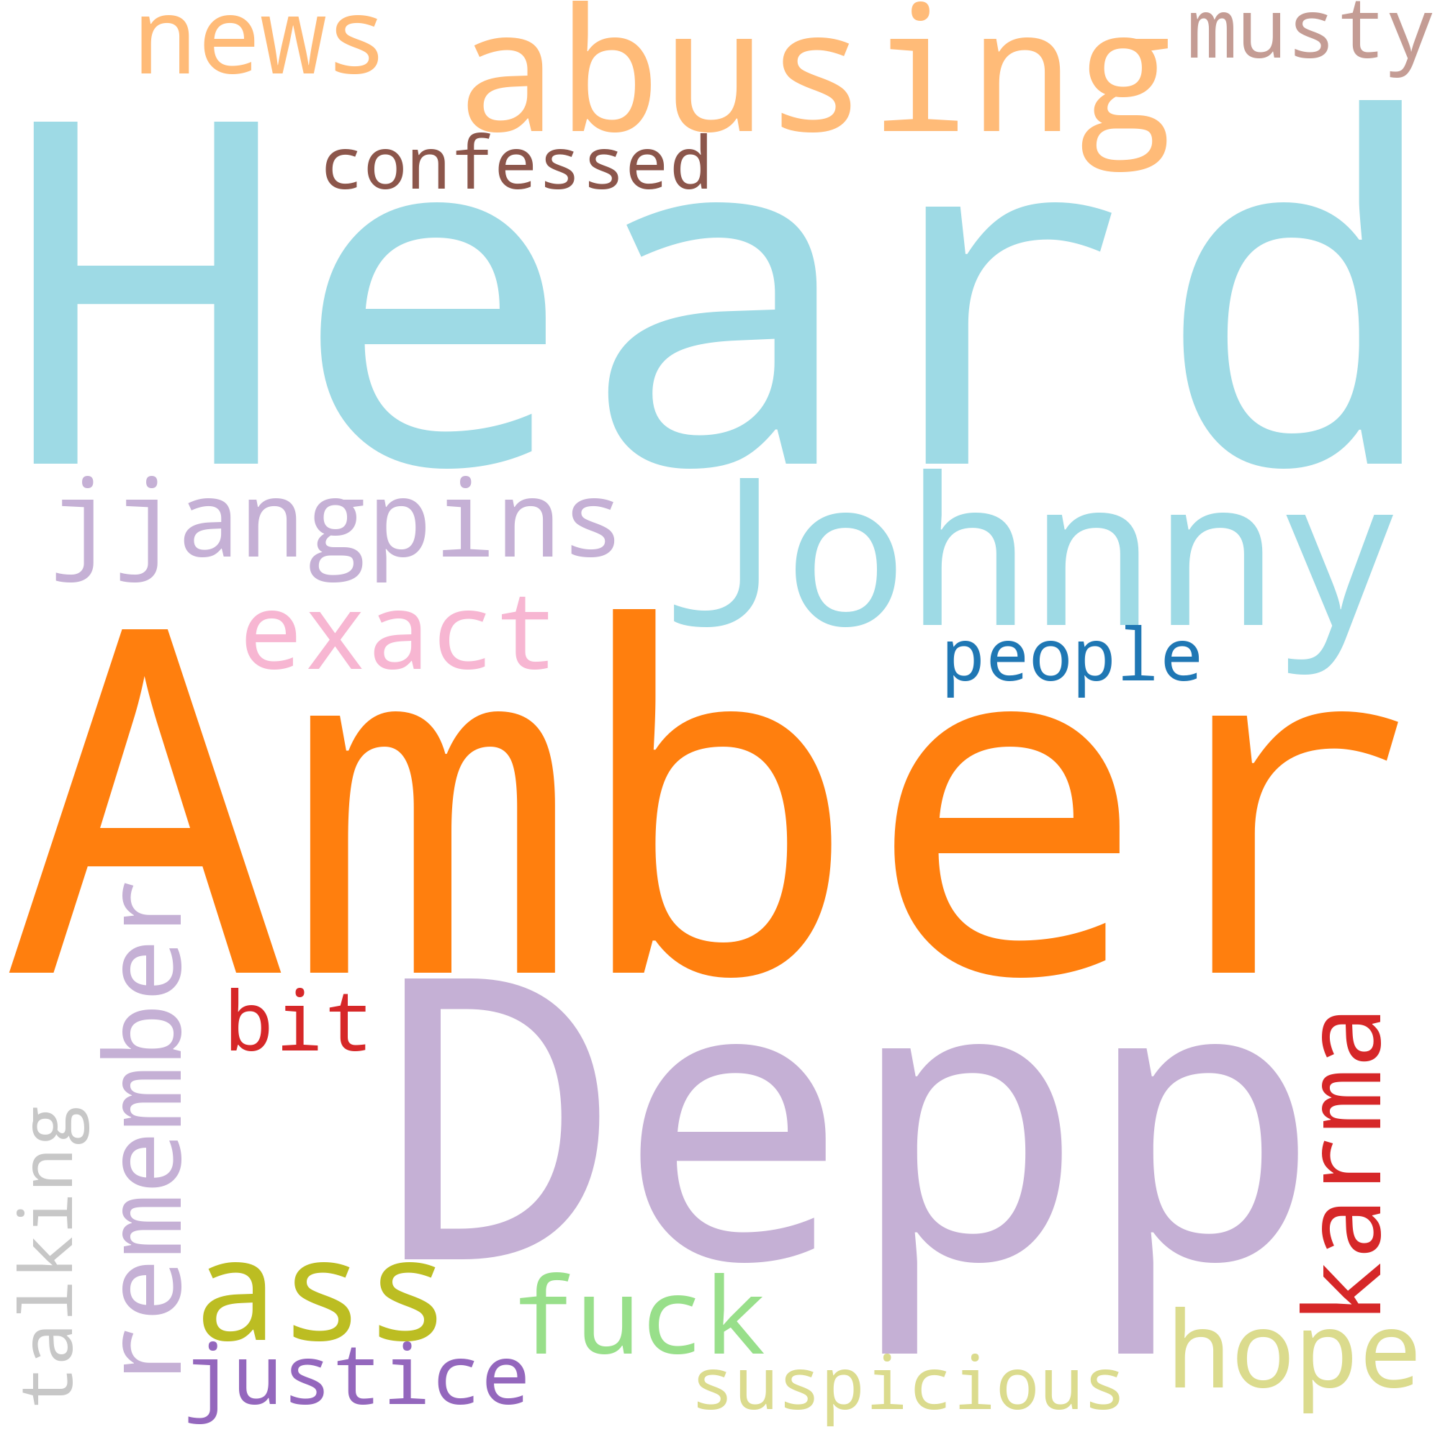 news
abusing
musty
confessed
Heard
jjangpins
Johnny
exact
people
Amber
remember
bit
Depp
karma
talking
ass
fuck
hope
justice
suspicious